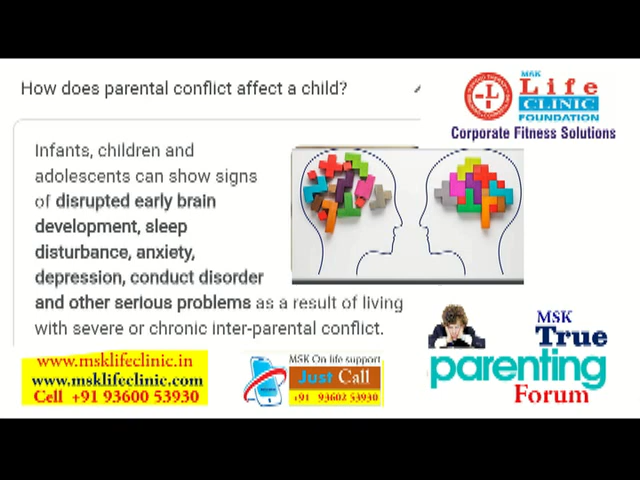 How does parental conflict affect a child?
MSK
Life
CLINIC
FOUNDATION
Corporate Fitness Solutions
Infants, children and
adolescents can show signs
of disrupted early brain
development, sleep
disturbance, anxiety,
depression, conduct disorder
and other serious problems as a result of living
with severe or chronic inter-parental conflict.
MSK
True
parenting
Forum
www.msklifeclinic.in
www.msklifeclinic.com
Cell +91 93600 53930
MSK On life support
Just Call
+91 93602 53930